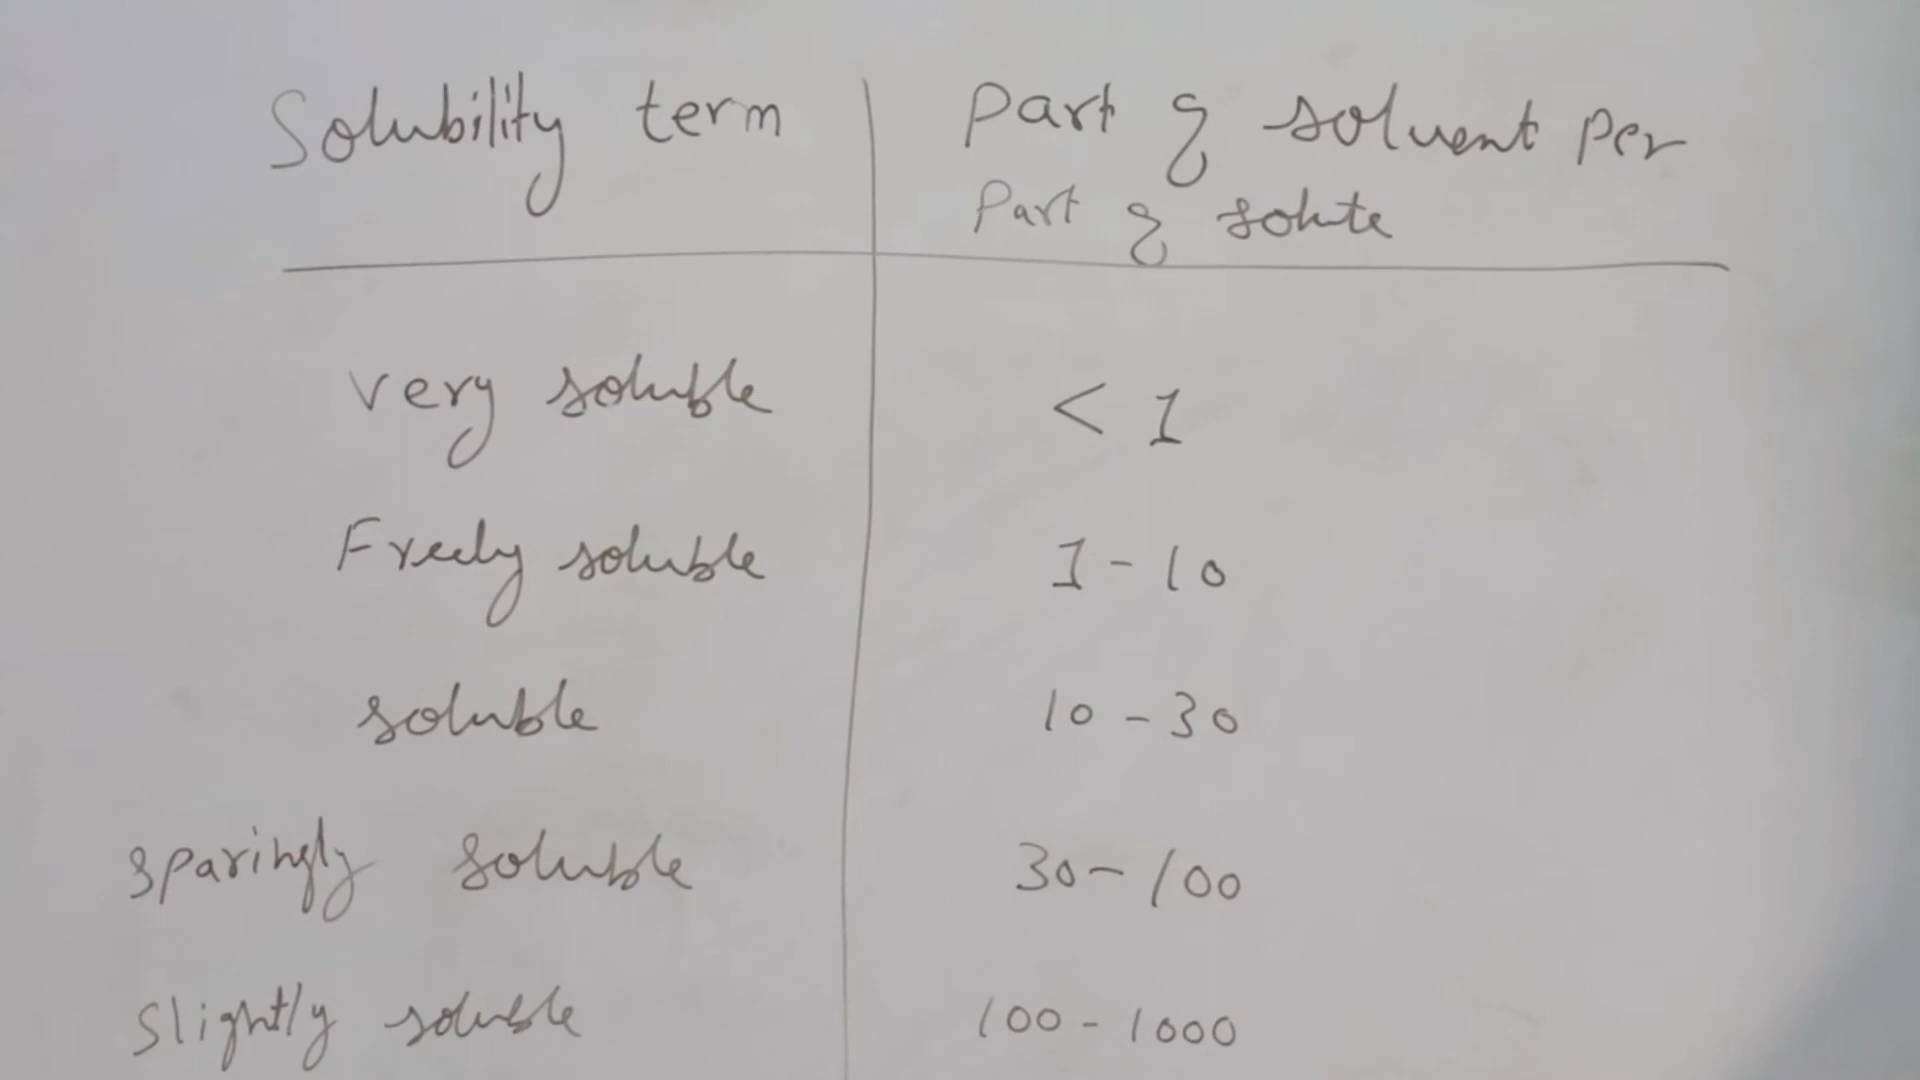 Solubility term
Part of solvent per
Part of solute
very soluble
< 1
Freely soluble
1-10
soluble
10-30
sparingly soluble
30-100
slightly soluble
100-1000